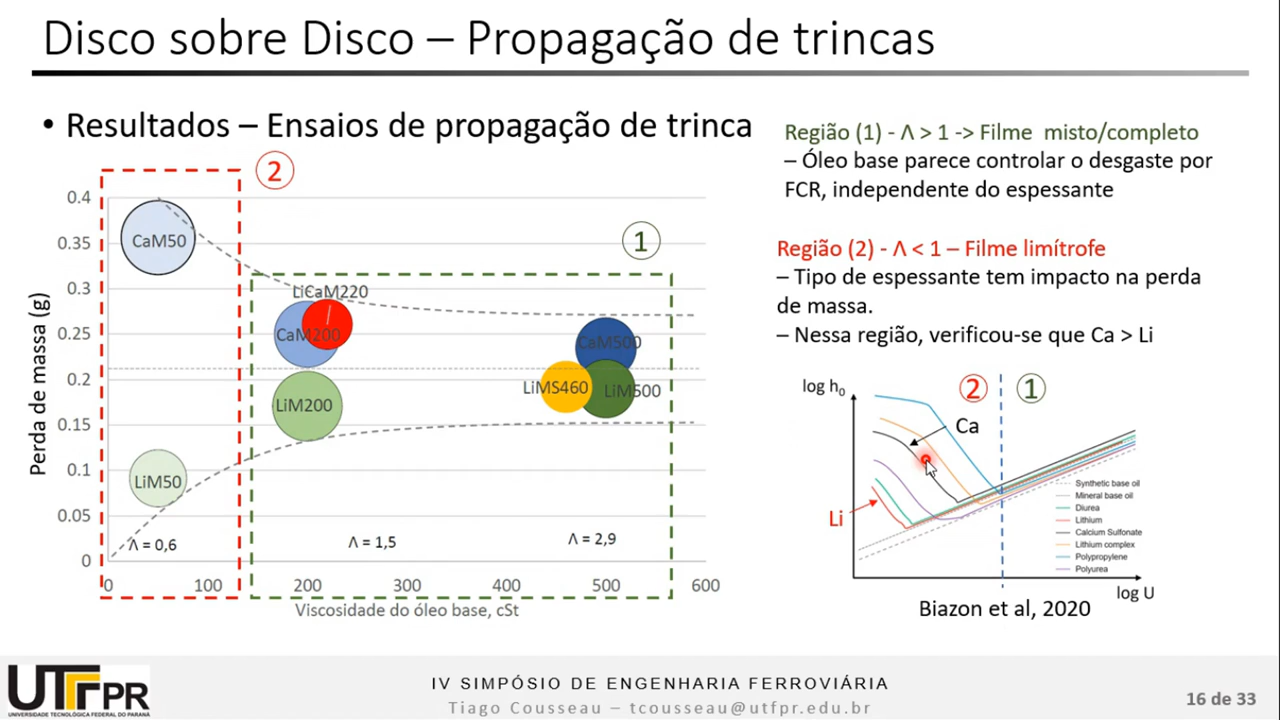 Disco sobre Disco – Propagação de trincas
• Resultados – Ensaios de propagação de trinca
2
1
Perda de massa (g)
0.4
0.35
0.3
0.25
0.2
0.15
0.1
0.05
0
CaM50
LiCaM220
CaM200
CaM500
LiMS460
LiM500
LiM200
LiM50
Λ = 0,6
Λ = 1,5
Λ = 2,9
0 100 200 300 400 500 600
Viscosidade do óleo base, cSt
Região (1) - Λ > 1 -> Filme misto/completo
– Óleo base parece controlar o desgaste por
FCR, independente do espessante
Região (2) - Λ < 1 – Filme limítrofe
– Tipo de espessante tem impacto na perda
de massa.
– Nessa região, verificou-se que Ca > Li
log h0
2
1
Ca
Li
Synthetic base oil
Mineral base oil
Diurea
Lithium
Calcium Sulfonate
Lithium complex
Polypropylene
Polyurea
log U
Biazon et al, 2020
UTFPR
UNIVERSIDADE TECNOLÓGICA FEDERAL DO PARANÁ
IV SIMPÓSIO DE ENGENHARIA FERROVIÁRIA
Tiago Cousseau – tcousseau@utfpr.edu.br
16 de 33